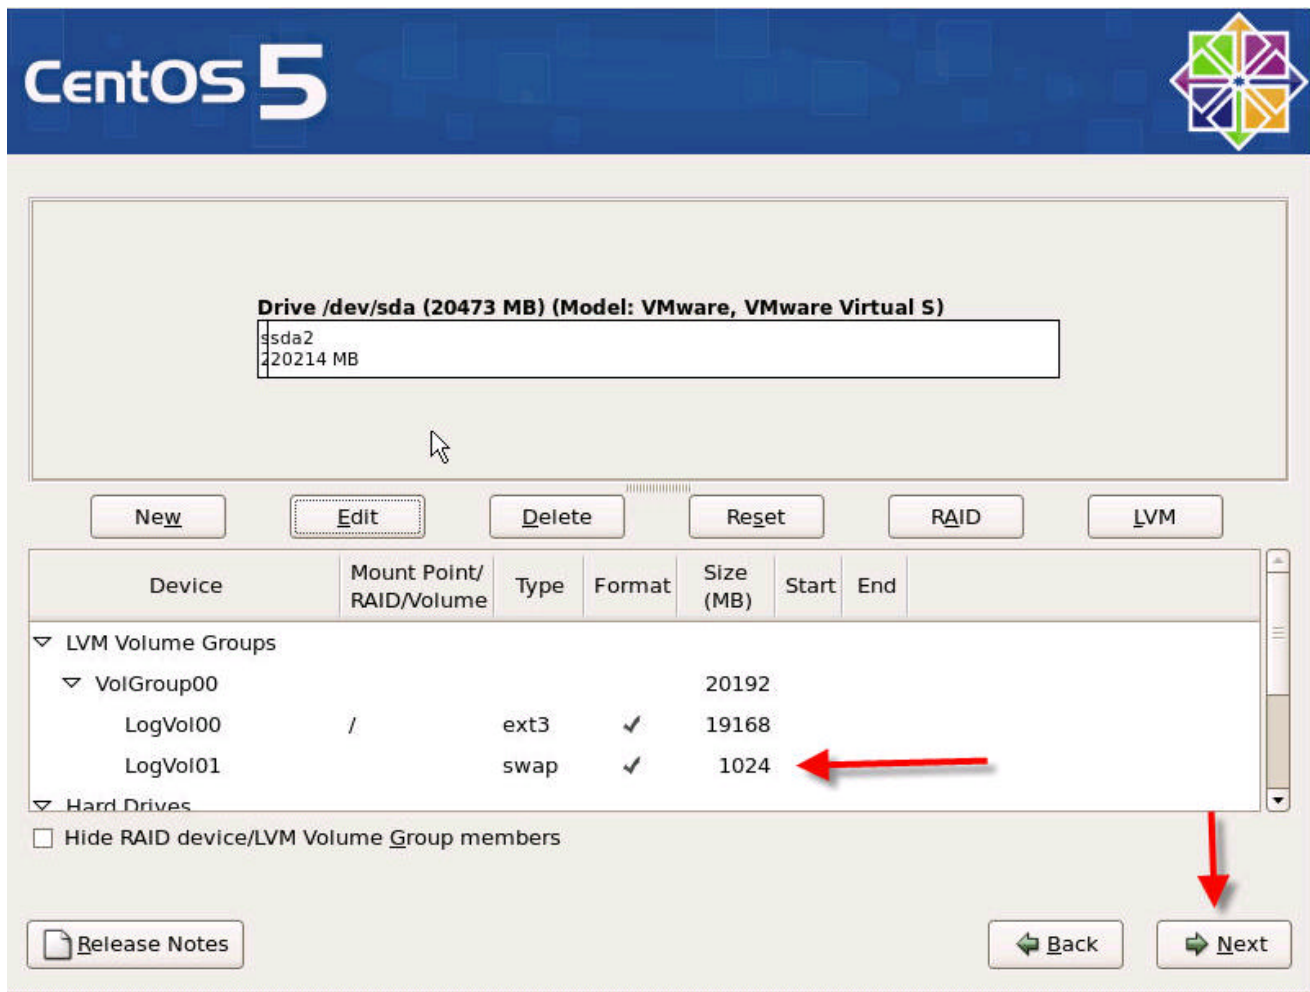 CentOS 5
Drive /dev/sda (20473 MB) (Model: VMware, VMware Virtual S)
ssda2
220214 MB
New Edit Delete Reset RAID LVM
Device Mount Point/ RAID/Volume Type Format Size (MB) Start End
LVM Volume Groups
VolGroup00 20192
LogVol00 / ext3 19168
LogVol01 swap 1024
Hard Drives
Hide RAID device/LVM Volume Group members
Release Notes Back Next